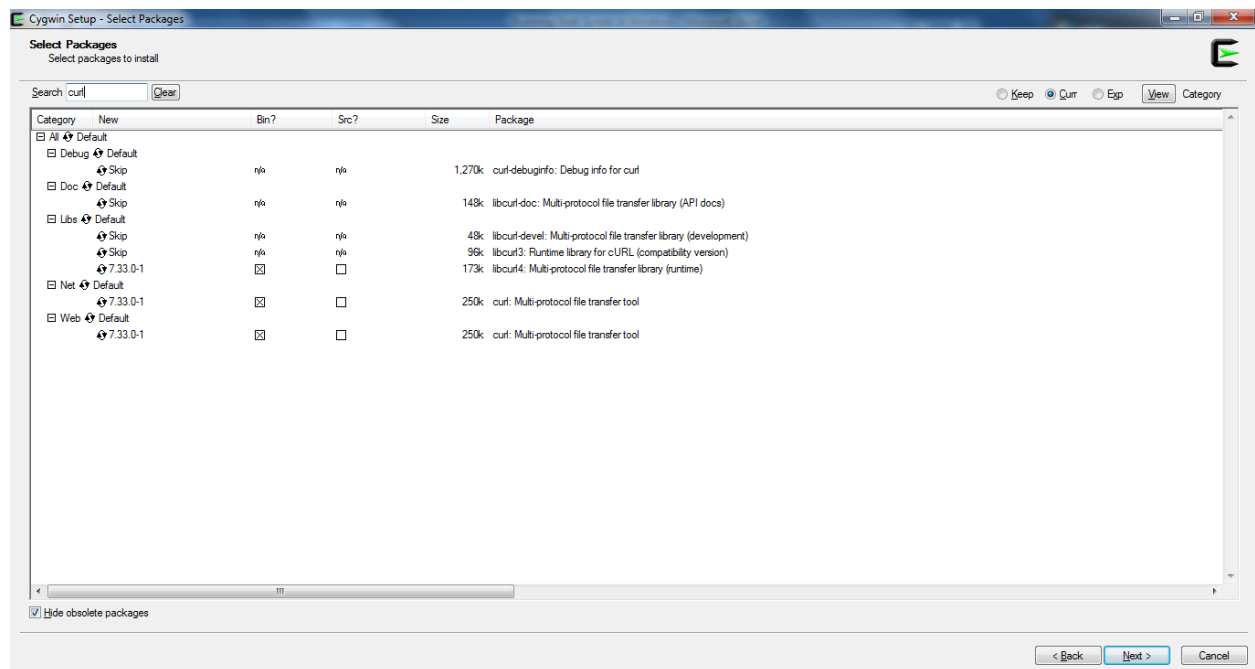 Cygwin Setup - Select Packages
Select Packages
Select packages to install
Search curl Clear Keep Curr Exp View Category
Category New Bin? Src? Size Package
All Default
Debug Default
Skip n/a n/a 1,270k curl-debuginfo: Debug info for curl
Doc Default
Skip n/a n/a 148k libcurl-doc: Multi-protocol file transfer library (API docs)
Libs Default
Skip n/a n/a 48k libcurl-devel: Multi-protocol file transfer library (development)
Skip n/a n/a 96k libcurl3: Runtime library for cURL (compatibility version)
7.33.0-1 173k libcurl4: Multi-protocol file transfer library (runtime)
Net Default
7.33.0-1 250k curl: Multi-protocol file transfer tool
Web Default
7.33.0-1 250k curl: Multi-protocol file transfer tool
Hide obsolete packages
< Back Next > Cancel